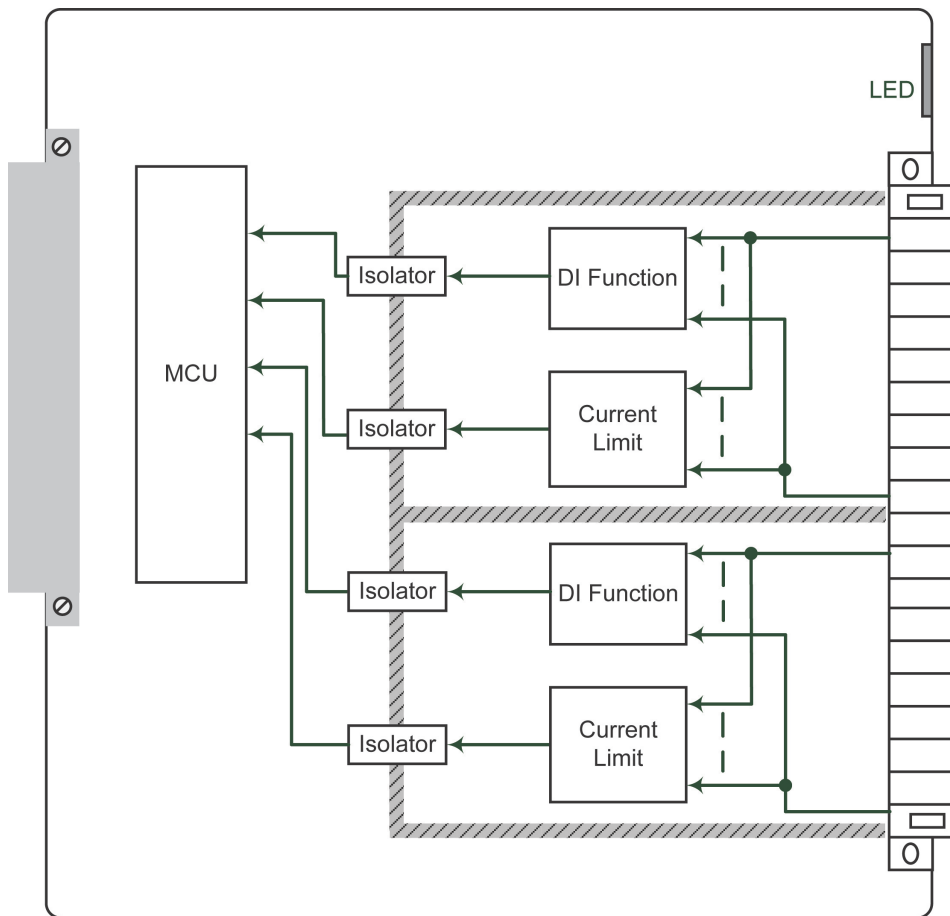 LED
Isolator
DI Function
MCU
Isolator
Current
Limit
Isolator
DI Function
Isolator
Current
Limit